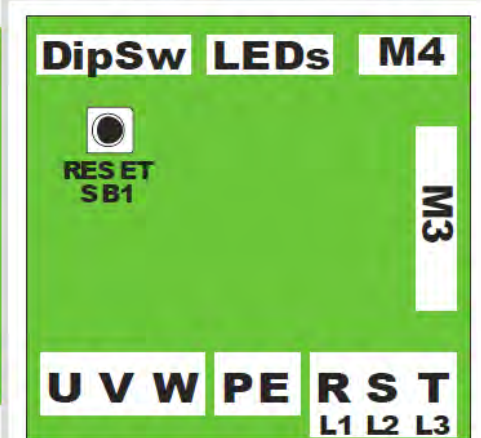 DipSw LEDs M4
RESET
SB1
M3
U V W PE R S T
L1 L2 L3